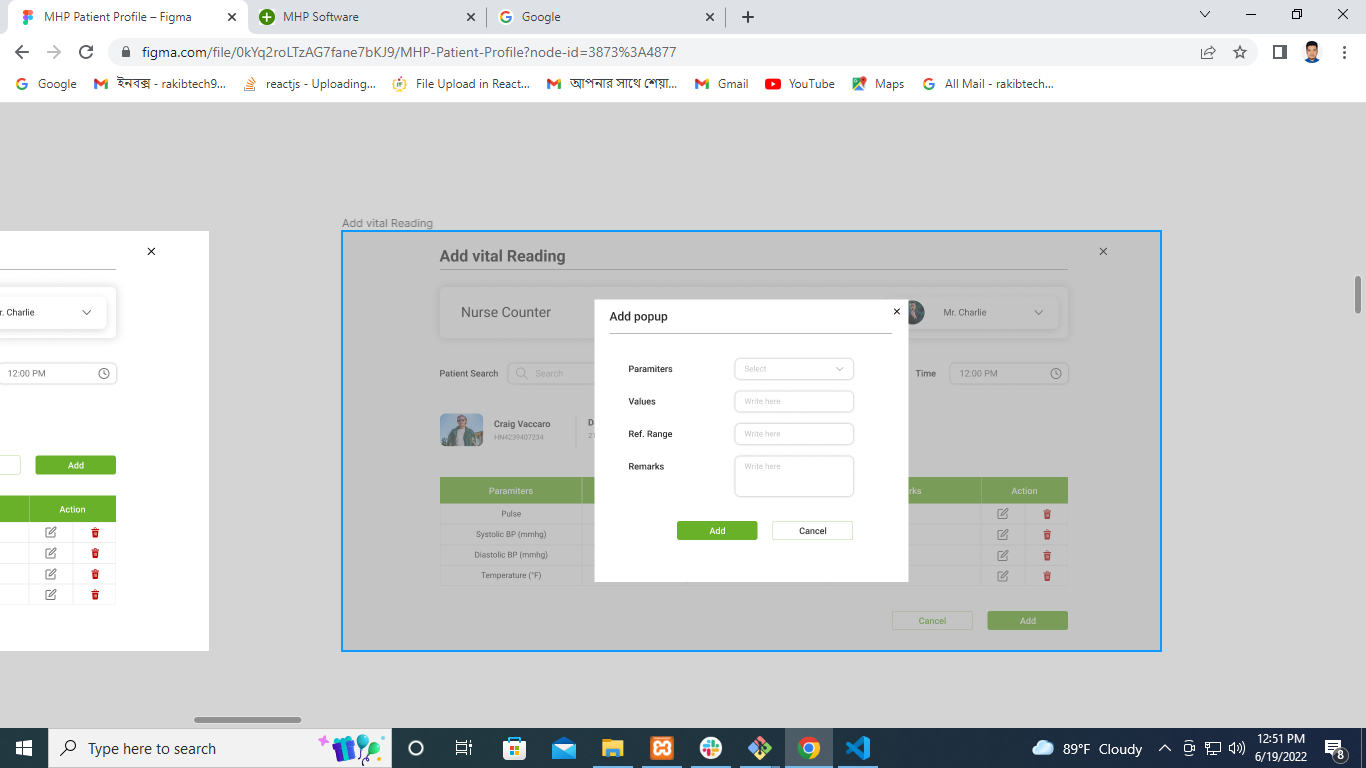 MHP Patient Profile – Figma
MHP Software
Google
figma.com/file/0kYq2roLTzAG7fane7bKJ9/MHP-Patient-Profile?node-id=3873%3A4877
Google
ইনবক্স - rakibtech9...
reactjs - Uploading...
File Upload in React...
আপনার সাথে শেয়া...
Gmail
YouTube
Maps
All Mail - rakibtech...
Add vital Reading
Add vital Reading
r. Charlie
Nurse Counter
Mr. Charlie
Add popup
12:00 PM
Patient Search
Search
Time
12:00 PM
Paramiters
Select
Values
Write here
Ref. Range
Write here
Remarks
Write here
Craig Vaccaro
HN4239407234
Add
Cancel
Add
Action
Paramiters
rks
Action
Pulse
Systolic BP (mmhg)
Diastolic BP (mmhg)
Temperature (°F)
Cancel
Add
Type here to search
89°F Cloudy
12:51 PM
6/19/2022
8